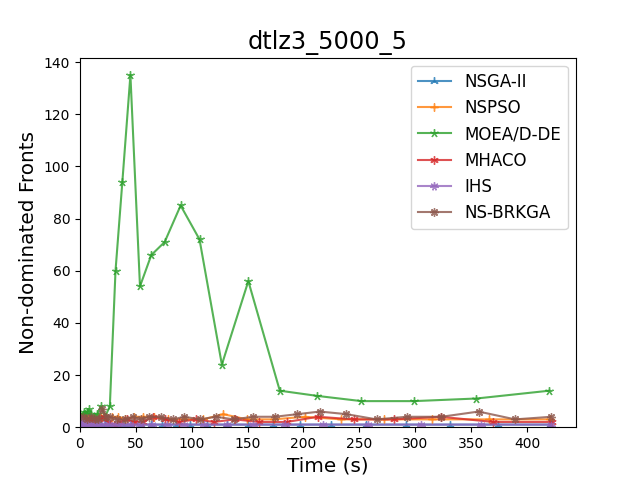 dtlz3_5000_5
Non-dominated Fronts
140
120
100
80
60
40
20
0
0 50 100 150 200 250 300 350 400
Time (s)
NSGA-II
NSPSO
MOEA/D-DE
MHACO
IHS
NS-BRKGA